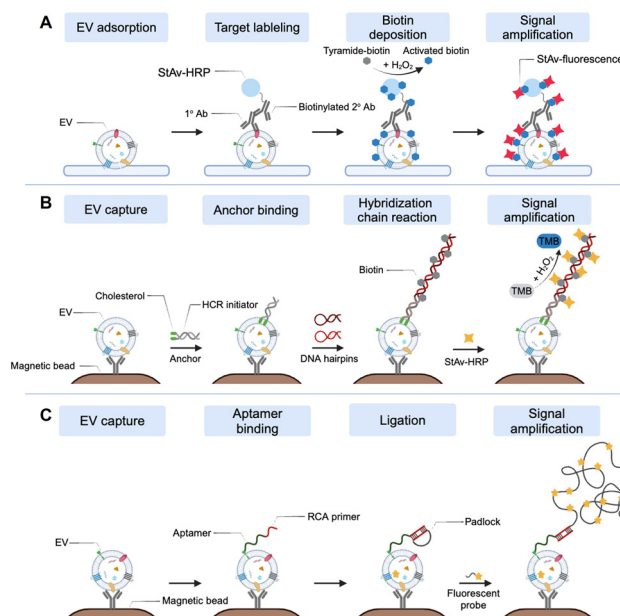 A
EV adsorption
Target lableling
Biotin
deposition
Signal
amplification
StAv-HRP
1° Ab
Biotinylated 2° Ab
EV
Tyramide-biotin
Activated biotin
+ H₂O₂
StAv-fluorescence
B
EV capture
Anchor binding
Hybridization
chain reaction
Signal
amplification
EV
Cholesterol
HCR initiator
Anchor
Magnetic bead
DNA hairpins
Biotin
StAv-HRP
TMB
+ H₂O₂
TMB
C
EV capture
Aptamer
binding
Ligation
Signal
amplification
EV
Magnetic bead
Aptamer
RCA primer
Padlock
Fluorescent
probe